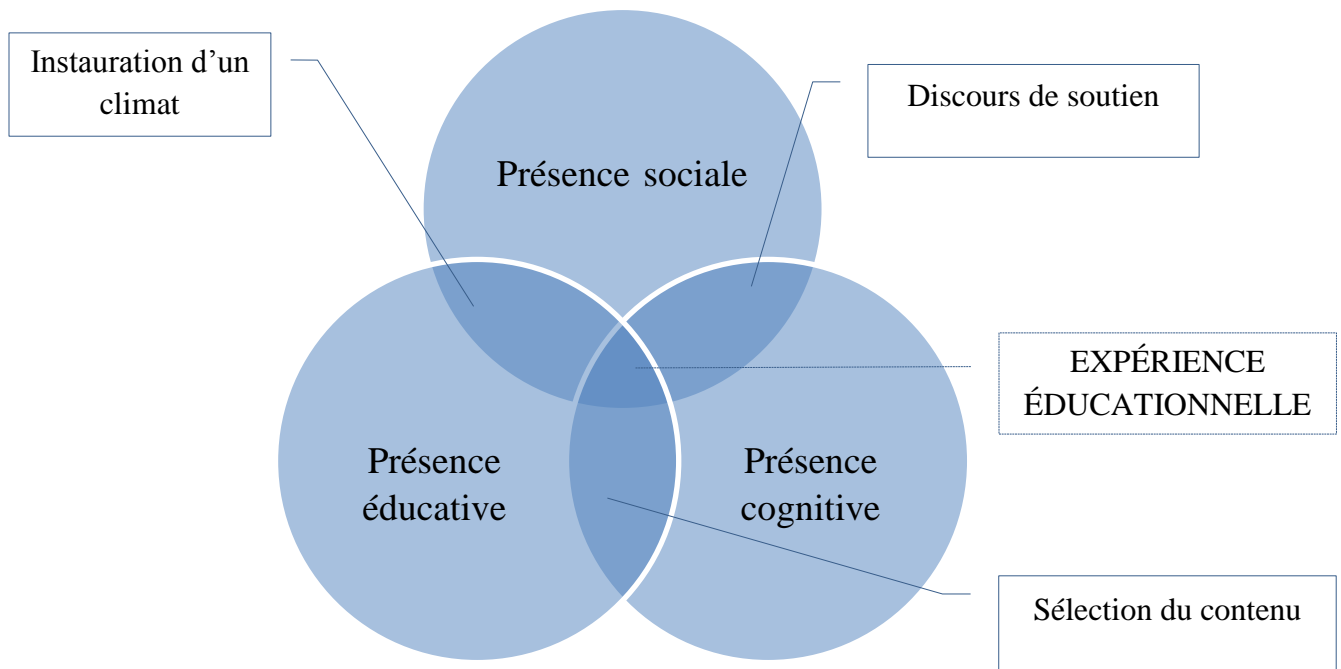 Instauration d’un
climat
Discours de soutien
Présence sociale
EXPÉRIENCE
ÉDUCATIONNELLE
Présence
éducative
Présence
cognitive
Sélection du contenu